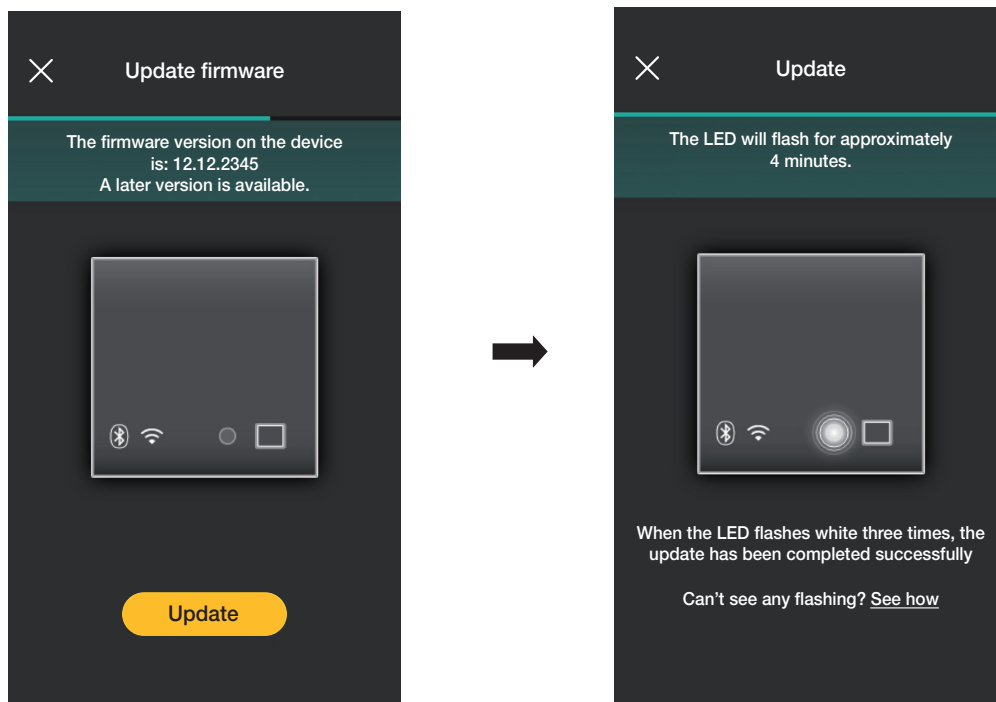 Update firmware
The firmware version on the device
is: 12.12.2345
A later version is available.
Update
Update
The LED will flash for approximately
4 minutes.
When the LED flashes white three times, the
update has been completed successfully
Can’t see any flashing? See how